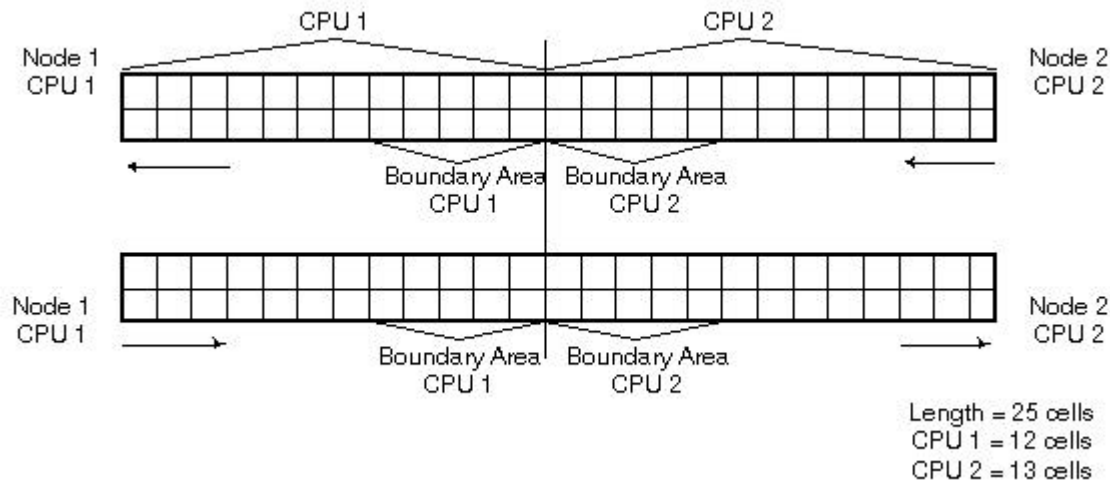 CPU 1
CPU 2
Node 1
CPU 1
Node 2
CPU 2
Boundary Area
CPU 1
Boundary Area
CPU 2
Node 1
CPU 1
Node 2
CPU 2
Boundary Area
CPU 1
Boundary Area
CPU 2
Length = 25 cells
CPU 1 = 12 cells
CPU 2 = 13 cells